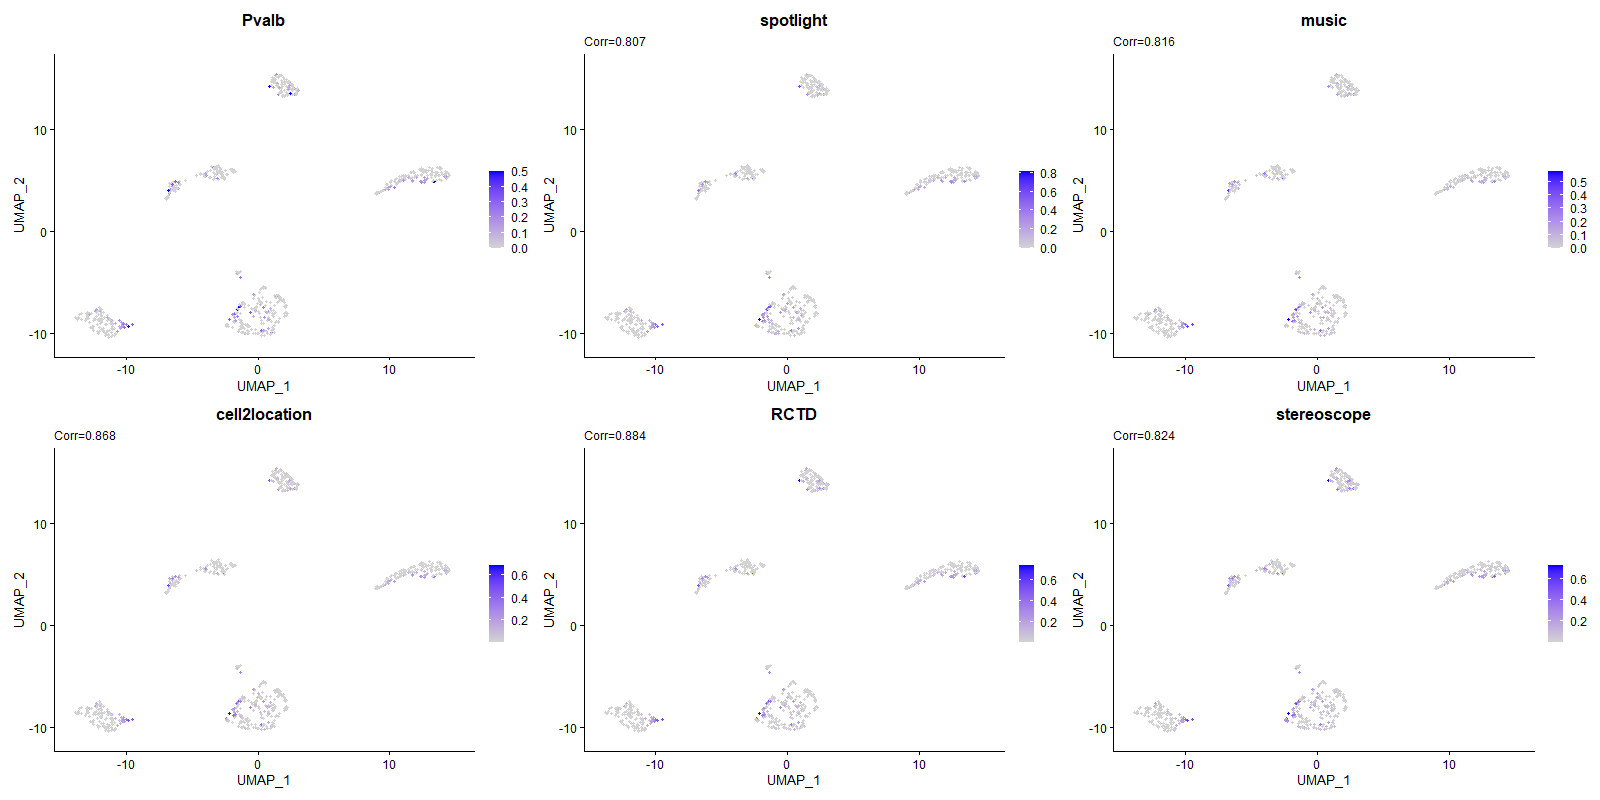 Pvalb
10
0
-10
-10
0
10
UMAP_1
UMAP_2
0.5
0.4
0.3
0.2
0.1
0.0
spotlight
Corr=0.807
10
0
-10
-10
0
10
UMAP_1
UMAP_2
0.8
0.6
0.4
0.2
0.0
music
Corr=0.816
10
0
-10
-10
0
10
UMAP_1
UMAP_2
0.5
0.4
0.3
0.2
0.1
0.0
cell2location
Corr=0.868
10
0
-10
-10
0
10
UMAP_1
UMAP_2
0.6
0.4
0.2
RCTD
Corr=0.884
10
0
-10
-10
0
10
UMAP_1
UMAP_2
0.6
0.4
0.2
stereoscope
Corr=0.824
10
0
-10
-10
0
10
UMAP_1
UMAP_2
0.6
0.4
0.2